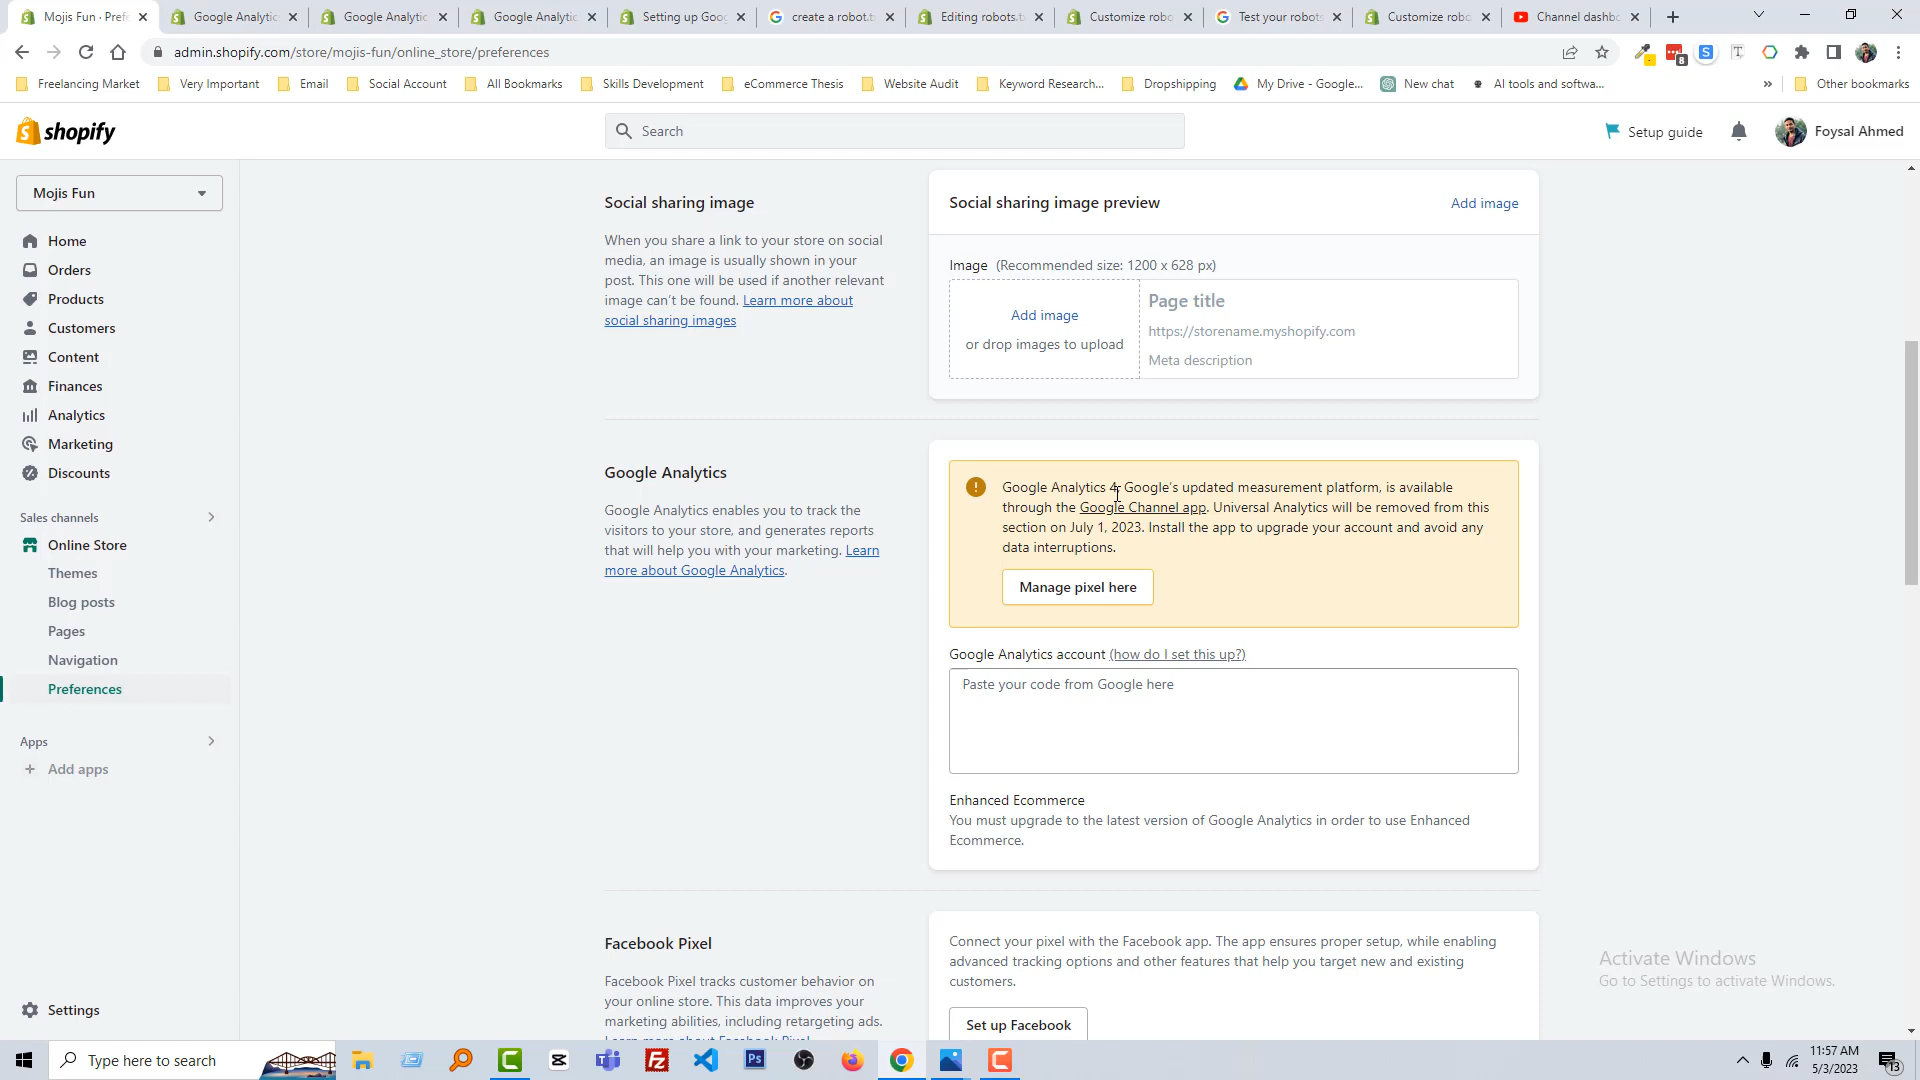 Mojis Fun · Prefe
Google Analytic
Google Analytic
Google Analytic
Setting up Goog
create a robot.t
Editing robots.t
Customize robo
Test your robots
Customize robo
Channel dashbo
admin.shopify.com/store/mojis-fun/online_store/preferences
Freelancing Market
Very Important
Email
Social Account
All Bookmarks
Skills Development
eCommerce Thesis
Website Audit
Keyword Research...
Dropshipping
My Drive - Google...
New chat
AI tools and softwa...
»
Other bookmarks
shopify
Search
Setup guide
Foysal Ahmed
Mojis Fun
Home
Orders
Products
Customers
Content
Finances
Analytics
Marketing
Discounts
Sales channels
Online Store
Themes
Blog posts
Pages
Navigation
Preferences
Apps
Add apps
Settings
Social sharing image
When you share a link to your store on social
media, an image is usually shown in your
post. This one will be used if another relevant
image can't be found. Learn more about
social sharing images
Social sharing image preview
Add image
Image (Recommended size: 1200 x 628 px)
Add image
or drop images to upload
Page title
https://storename.myshopify.com
Meta description
Google Analytics
Google Analytics enables you to track the
visitors to your store, and generates reports
that will help you with your marketing. Learn
more about Google Analytics.
Google Analytics 4, Google's updated measurement platform, is available
through the Google Channel app. Universal Analytics will be removed from this
section on July 1, 2023. Install the app to upgrade your account and avoid any
data interruptions.
Manage pixel here
Google Analytics account (how do I set this up?)
Paste your code from Google here
Enhanced Ecommerce
You must upgrade to the latest version of Google Analytics in order to use Enhanced
Ecommerce.
Facebook Pixel
Facebook Pixel tracks customer behavior on
your online store. This data improves your
marketing abilities, including retargeting ads.
Learn more about Facebook Pixel.
Connect your pixel with the Facebook app. The app ensures proper setup, while enabling
advanced tracking options and other features that help you target new and existing
customers.
Set up Facebook
Activate Windows
Go to Settings to activate Windows.
Type here to search
11:57 AM
5/3/2023
13